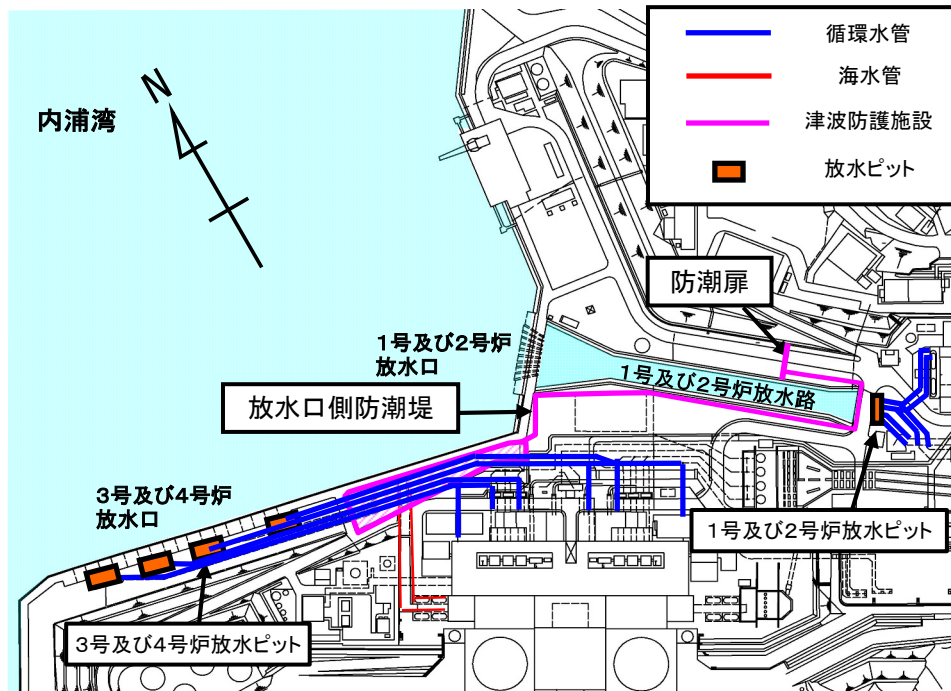 循環水管
海水管
津波防護施設
放水ピット
N
内浦湾
防潮扉
1号及び2号炉
放水口
1号及び2号炉放水路
放水口側防潮堤
3号及び4号炉
放水口
1号及び2号炉放水ピット
3号及び4号炉放水ピット